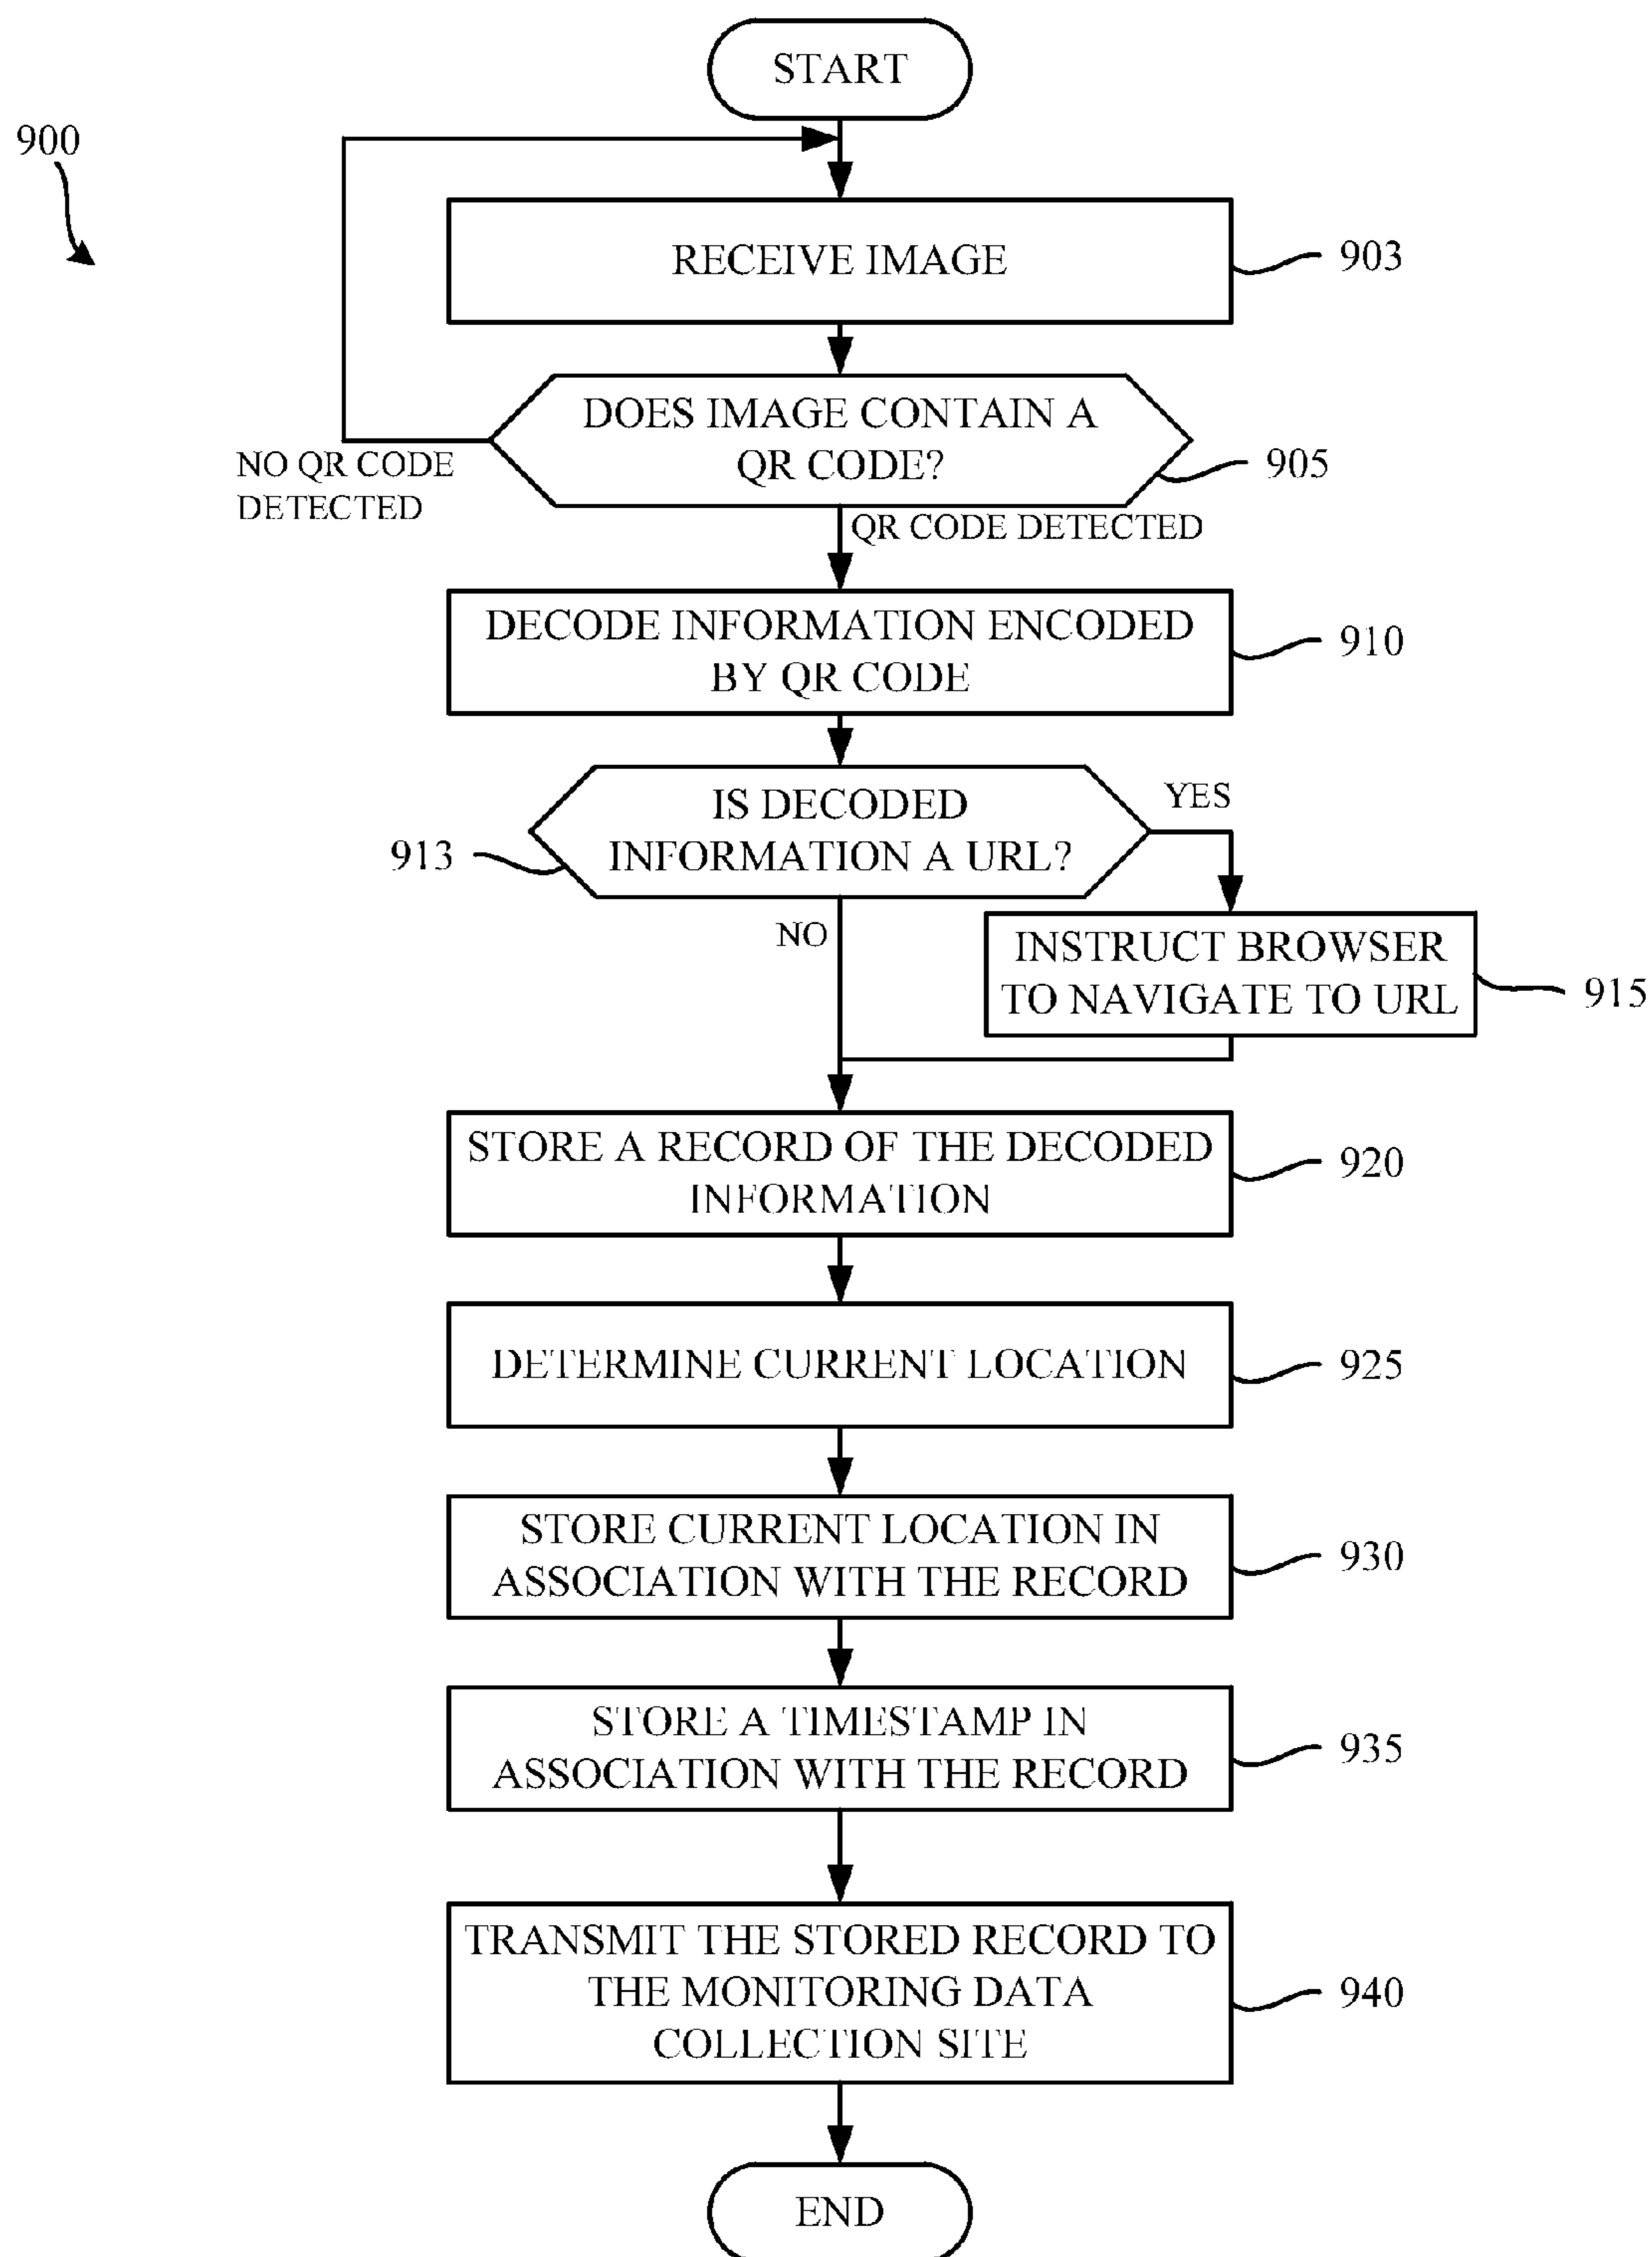 START
900
RECEIVE IMAGE
903
DOES IMAGE CONTAIN A
QR CODE?
905
NO QR CODE
DETECTED
QR CODE DETECTED
DECODE INFORMATION ENCODED
BY QR CODE
910
IS DECODED
INFORMATION A URL?
913
YES
NO
INSTRUCT BROWSER
TO NAVIGATE TO URL
915
STORE A RECORD OF THE DECODED
INFORMATION
920
DETERMINE CURRENT LOCATION
925
STORE CURRENT LOCATION IN
ASSOCIATION WITH THE RECORD
930
STORE A TIMESTAMP IN
ASSOCIATION WITH THE RECORD
935
TRANSMIT THE STORED RECORD TO
THE MONITORING DATA
COLLECTION SITE
940
END